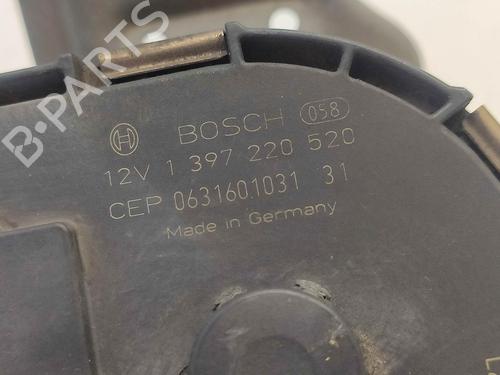 BOSCH 058
12V 1 397 220 520
CEP 0631601031 31
Made in Germany
B-PARTS